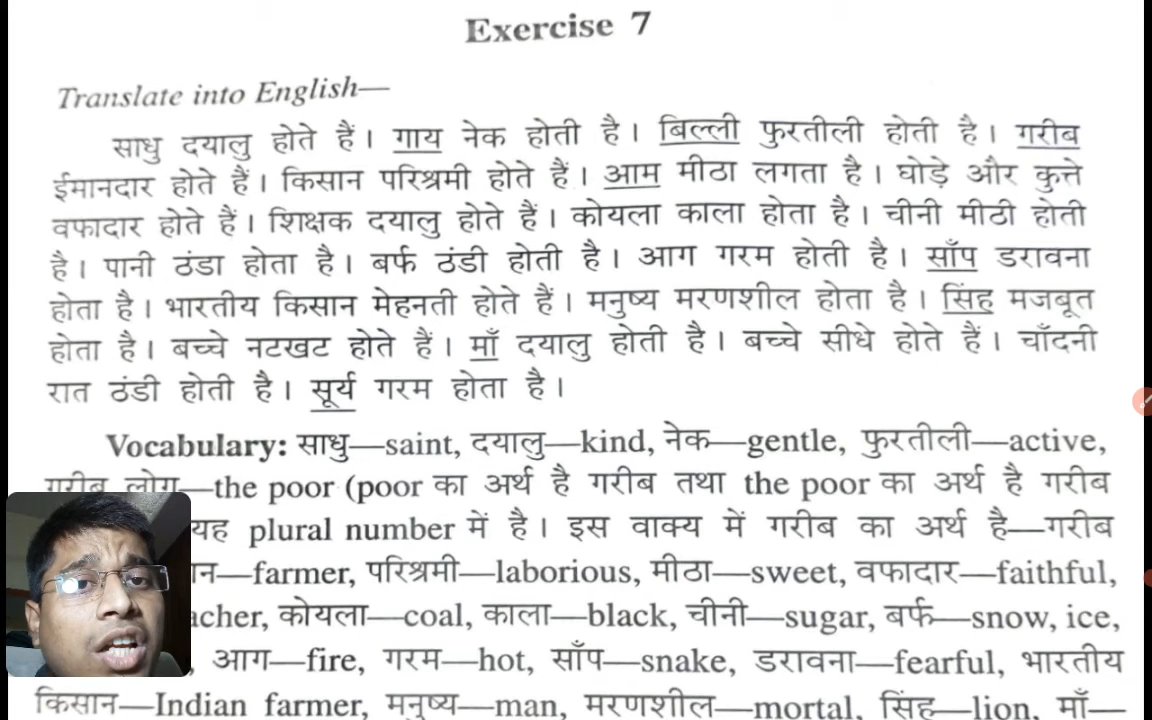 Exercise 7
Translate into English—
साधु दयालु होते हैं। गाय नेक होती है। बिल्ली फुरतीली होती है। गरीब
ईमानदार होते हैं। किसान परिश्रमी होते हैं। आम मीठा लगता है। घोड़े और कुत्ते
वफादार होते हैं। शिक्षक दयालु होते हैं। कोयला काला होता है। चीनी मीठी होती
है। पानी ठंडा होता है। बर्फ ठंडी होती है। आग गरम होती है। साँप डरावना
होता है। भारतीय किसान मेहनती होते हैं। मनुष्य मरणशील होता है। सिंह मजबूत
होता है। बच्चे नटखट होते हैं। माँ दयालु होती है। बच्चे सीधे होते हैं। चाँदनी
रात ठंडी होती है। सूर्य गरम होता है।
Vocabulary: साधु—saint, दयालु—kind, नेक—gentle, फुरतीली—active,
गरीब लोग—the poor (poor का अर्थ है गरीब तथा the poor का अर्थ है गरीब
यह plural number में है। इस वाक्य में गरीब का अर्थ है—गरीब
न—farmer, परिश्रमी—laborious, मीठा—sweet, वफादार—faithful,
acher, कोयला—coal, काला—black, चीनी—sugar, बर्फ—snow, ice,
आग—fire, गरम—hot, साँप—snake, डरावना—fearful, भारतीय
किसान—Indian farmer, मनुष्य—man, मरणशील—mortal, सिंह—lion, माँ—